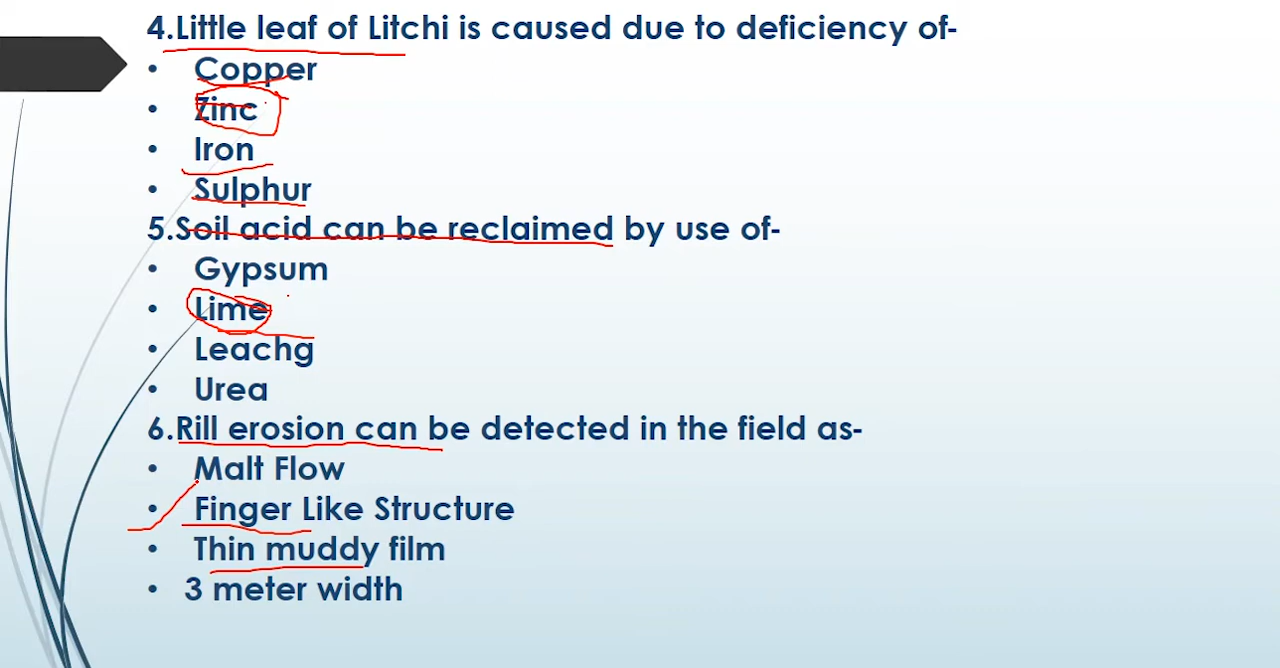 4.Little leaf of Litchi is caused due to deficiency of-
• Copper
• Zinc
• Iron
• Sulphur
5.Soil acid can be reclaimed by use of-
• Gypsum
• Lime
• Leachg
• Urea
6.Rill erosion can be detected in the field as-
• Malt Flow
• Finger Like Structure
• Thin muddy film
• 3 meter width